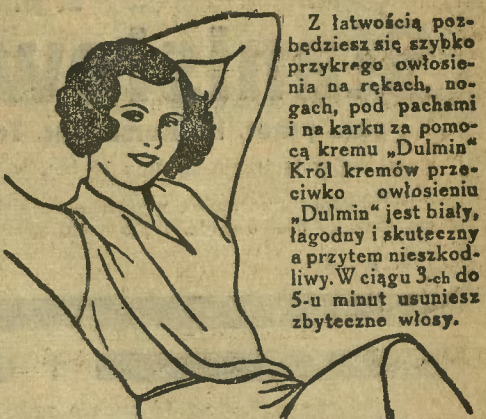 Z łatwością poz-
będziesz się szybko
przykrego owłosie-
nia na rękach, no-
gach, pod pachami
i na karku za pomo-
cą kremu „Dulmin"
Król kremów prze-
ciwko owłosieniu
„Dulmin" jest biały,
łagodny i skuteczny
a przytem nieszkod-
liwy. W ciągu 3-ch do
5-u minut usuniesz
zbyteczne włosy.